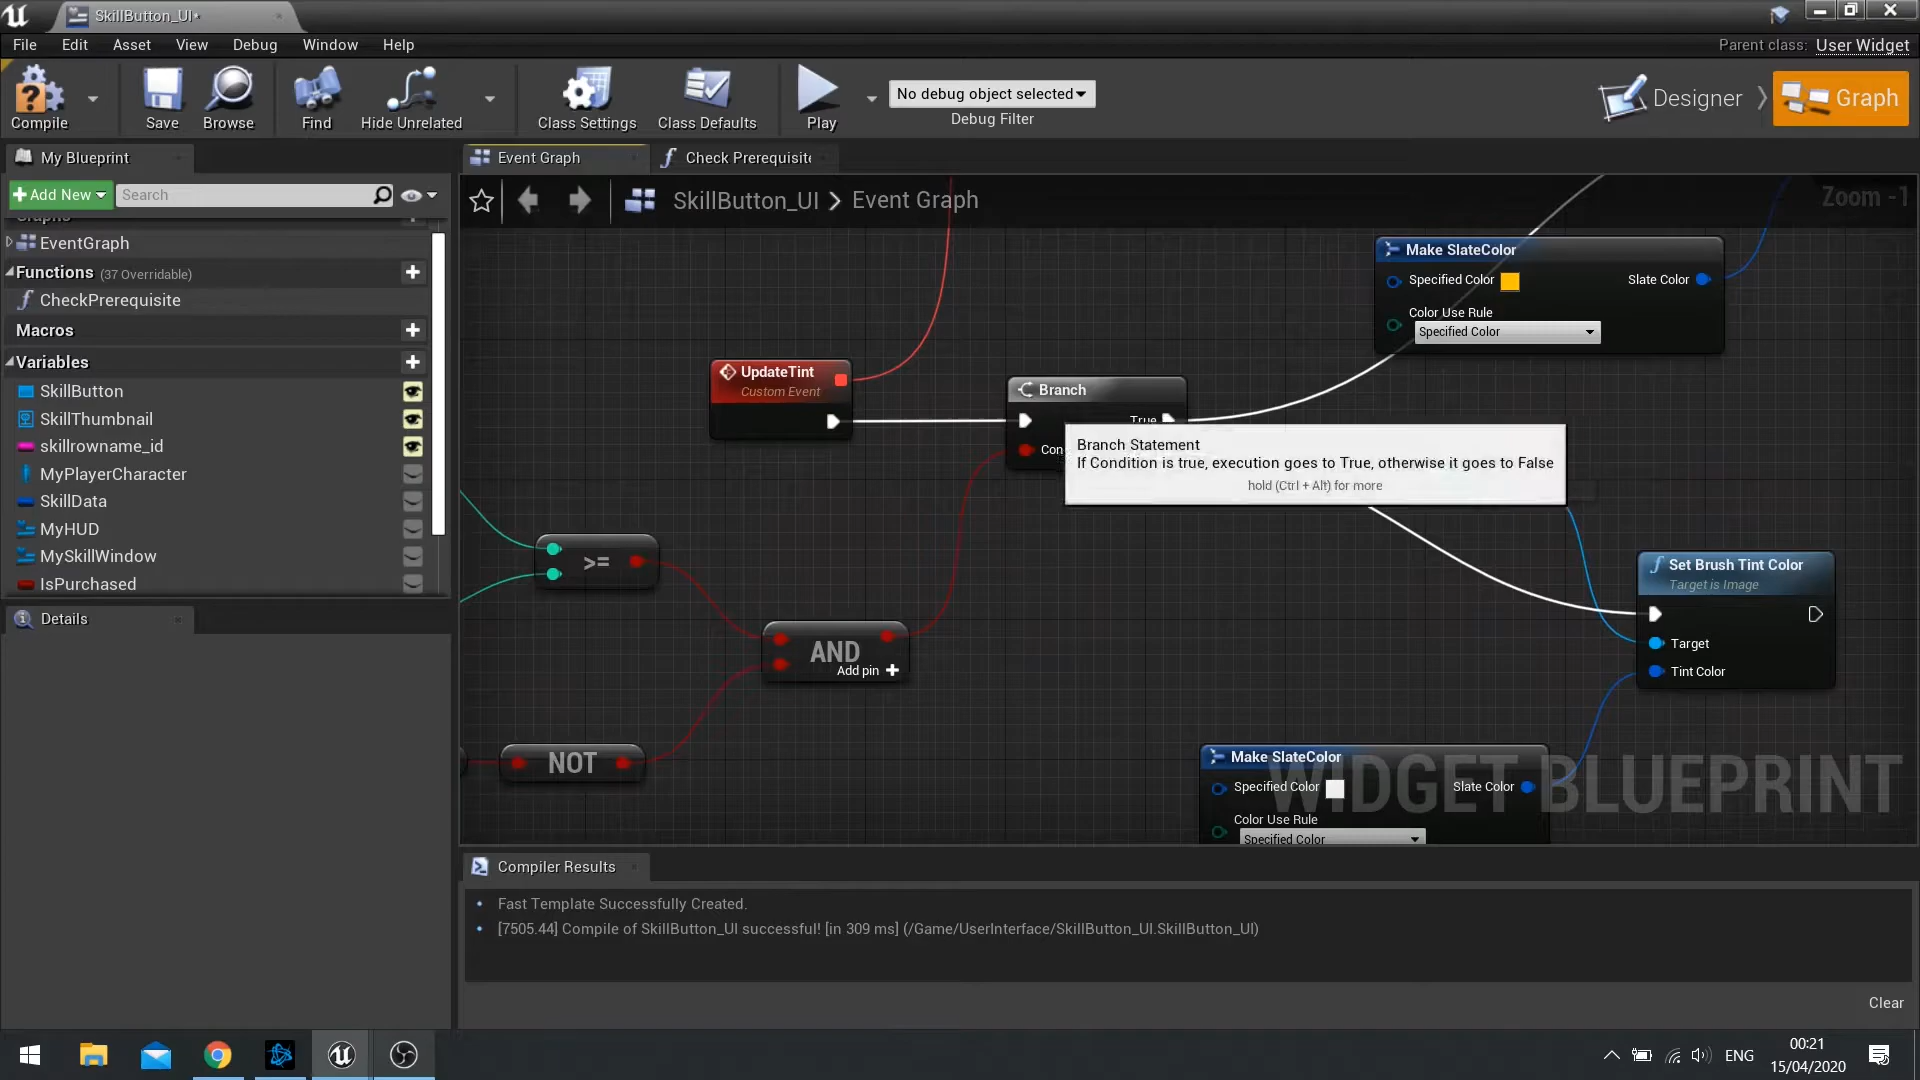 SkillButton_UI*
File Edit Asset View Debug Window Help
Parent class: User Widget
Compile
Save
Browse
Find
Hide Unrelated
Class Settings
Class Defaults
Play
No debug object selected
Debug Filter
Designer
Graph
My Blueprint
Event Graph
Check Prerequisite
Add New
Search
SkillButton_UI > Event Graph
Zoom -1
Graphs
EventGraph
Functions (37 Overridable)
CheckPrerequisite
Macros
Variables
SkillButton
SkillThumbnail
skillrowname_id
MyPlayerCharacter
SkillData
MyHUD
MySkillWindow
IsPurchased
Details
Make SlateColor
Specified Color
Slate Color
Color Use Rule
Specified Color
UpdateTint
Custom Event
Branch
True
Con
Branch Statement
If Condition is true, execution goes to True, otherwise it goes to False
hold (Ctrl + Alt) for more
>=
AND
Add pin
NOT
Set Brush Tint Color
Target is Image
Target
Tint Color
Make SlateColor
Specified Color
Slate Color
Color Use Rule
Specified Color
WIDGET BLUEPRINT
Compiler Results
Fast Template Successfully Created.
[7505.44] Compile of SkillButton_UI successful! [in 309 ms] (/Game/UserInterface/SkillButton_UI.SkillButton_UI)
Clear
ENG
00:21
15/04/2020